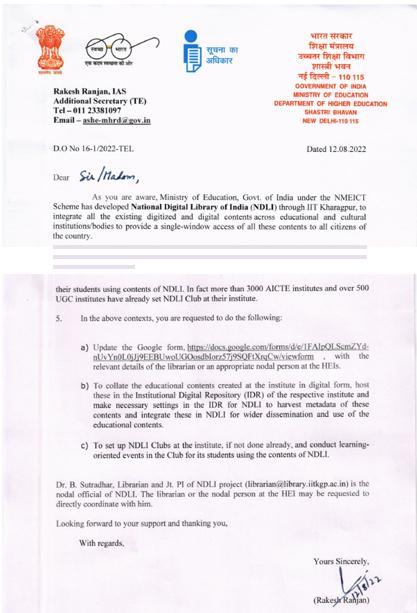 भारत सरकार
शिक्षा मंत्रालय
उच्चतर शिक्षा विभाग
शास्त्री भवन
नई दिल्ली - 110 115
GOVERNMENT OF INDIA
MINISTRY OF EDUCATION
DEPARTMENT OF HIGHER EDUCATION
SHASTRI BHAVAN
NEW DELHI-110 115
स्वच्छ भारत
एक कदम स्वच्छता की ओर
सूचना का
अधिकार
Rakesh Ranjan, IAS
Additional Secretary (TE)
Tel – 011 23381097
Email – ashe-mhrd@gov.in
D.O No 16-1/2022-TEL
Dated 12.08.2022
Dear Sir/Madam,
As you are aware, Ministry of Education, Govt. of India under the NMEICT
Scheme has developed National Digital Library of India (NDLI) through IIT Kharagpur, to
integrate all the existing digitized and digital contents across educational and cultural
institutions/bodies to provide a single-window access of all these contents to all citizens of
the country.
their students using contents of NDLI. In fact more than 3000 AICTE institutes and over 500
UGC institutes have already set NDLI Club at their institute.
5. In the above contexts, you are requested to do the following:
a) Update the Google form, , with the
relevant details of the librarian or an appropriate nodal person at the HEIs.
b) To collate the educational contents created at the institute in digital form, host
these in the Institutional Digital Repository (IDR) of the respective institute and
make necessary settings in the IDR for NDLI to harvest metadata of these
contents and integrate these in NDLI for wider dissemination and use of the
educational contents.
c) To set up NDLI Clubs at the institute, if not done already, and conduct learning-
oriented events in the Club for its students using the contents of NDLI.
Dr. B. Sutradhar, Librarian and Jt. PI of NDLI project (librarian@library.iitkgp.ac.in) is the
nodal official of NDLI. The librarian or the nodal person at the HEI may be requested to
directly coordinate with him.
Looking forward to your support and thanking you,
With regards,
Yours Sincerely,
12/8/22
(Rakesh Ranjan)